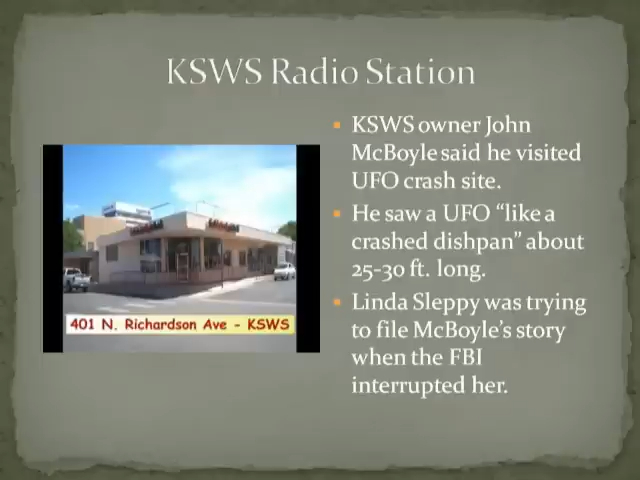 KSWS Radio Station
KSWS owner John
McBoyle said he visited
UFO crash site.
He saw a UFO “like a
crashed dishpan” about
25-30 ft. long.
Linda Sleppy was trying
to file McBoyle’s story
when the FBI
interrupted her.
401 N. Richardson Ave - KSWS